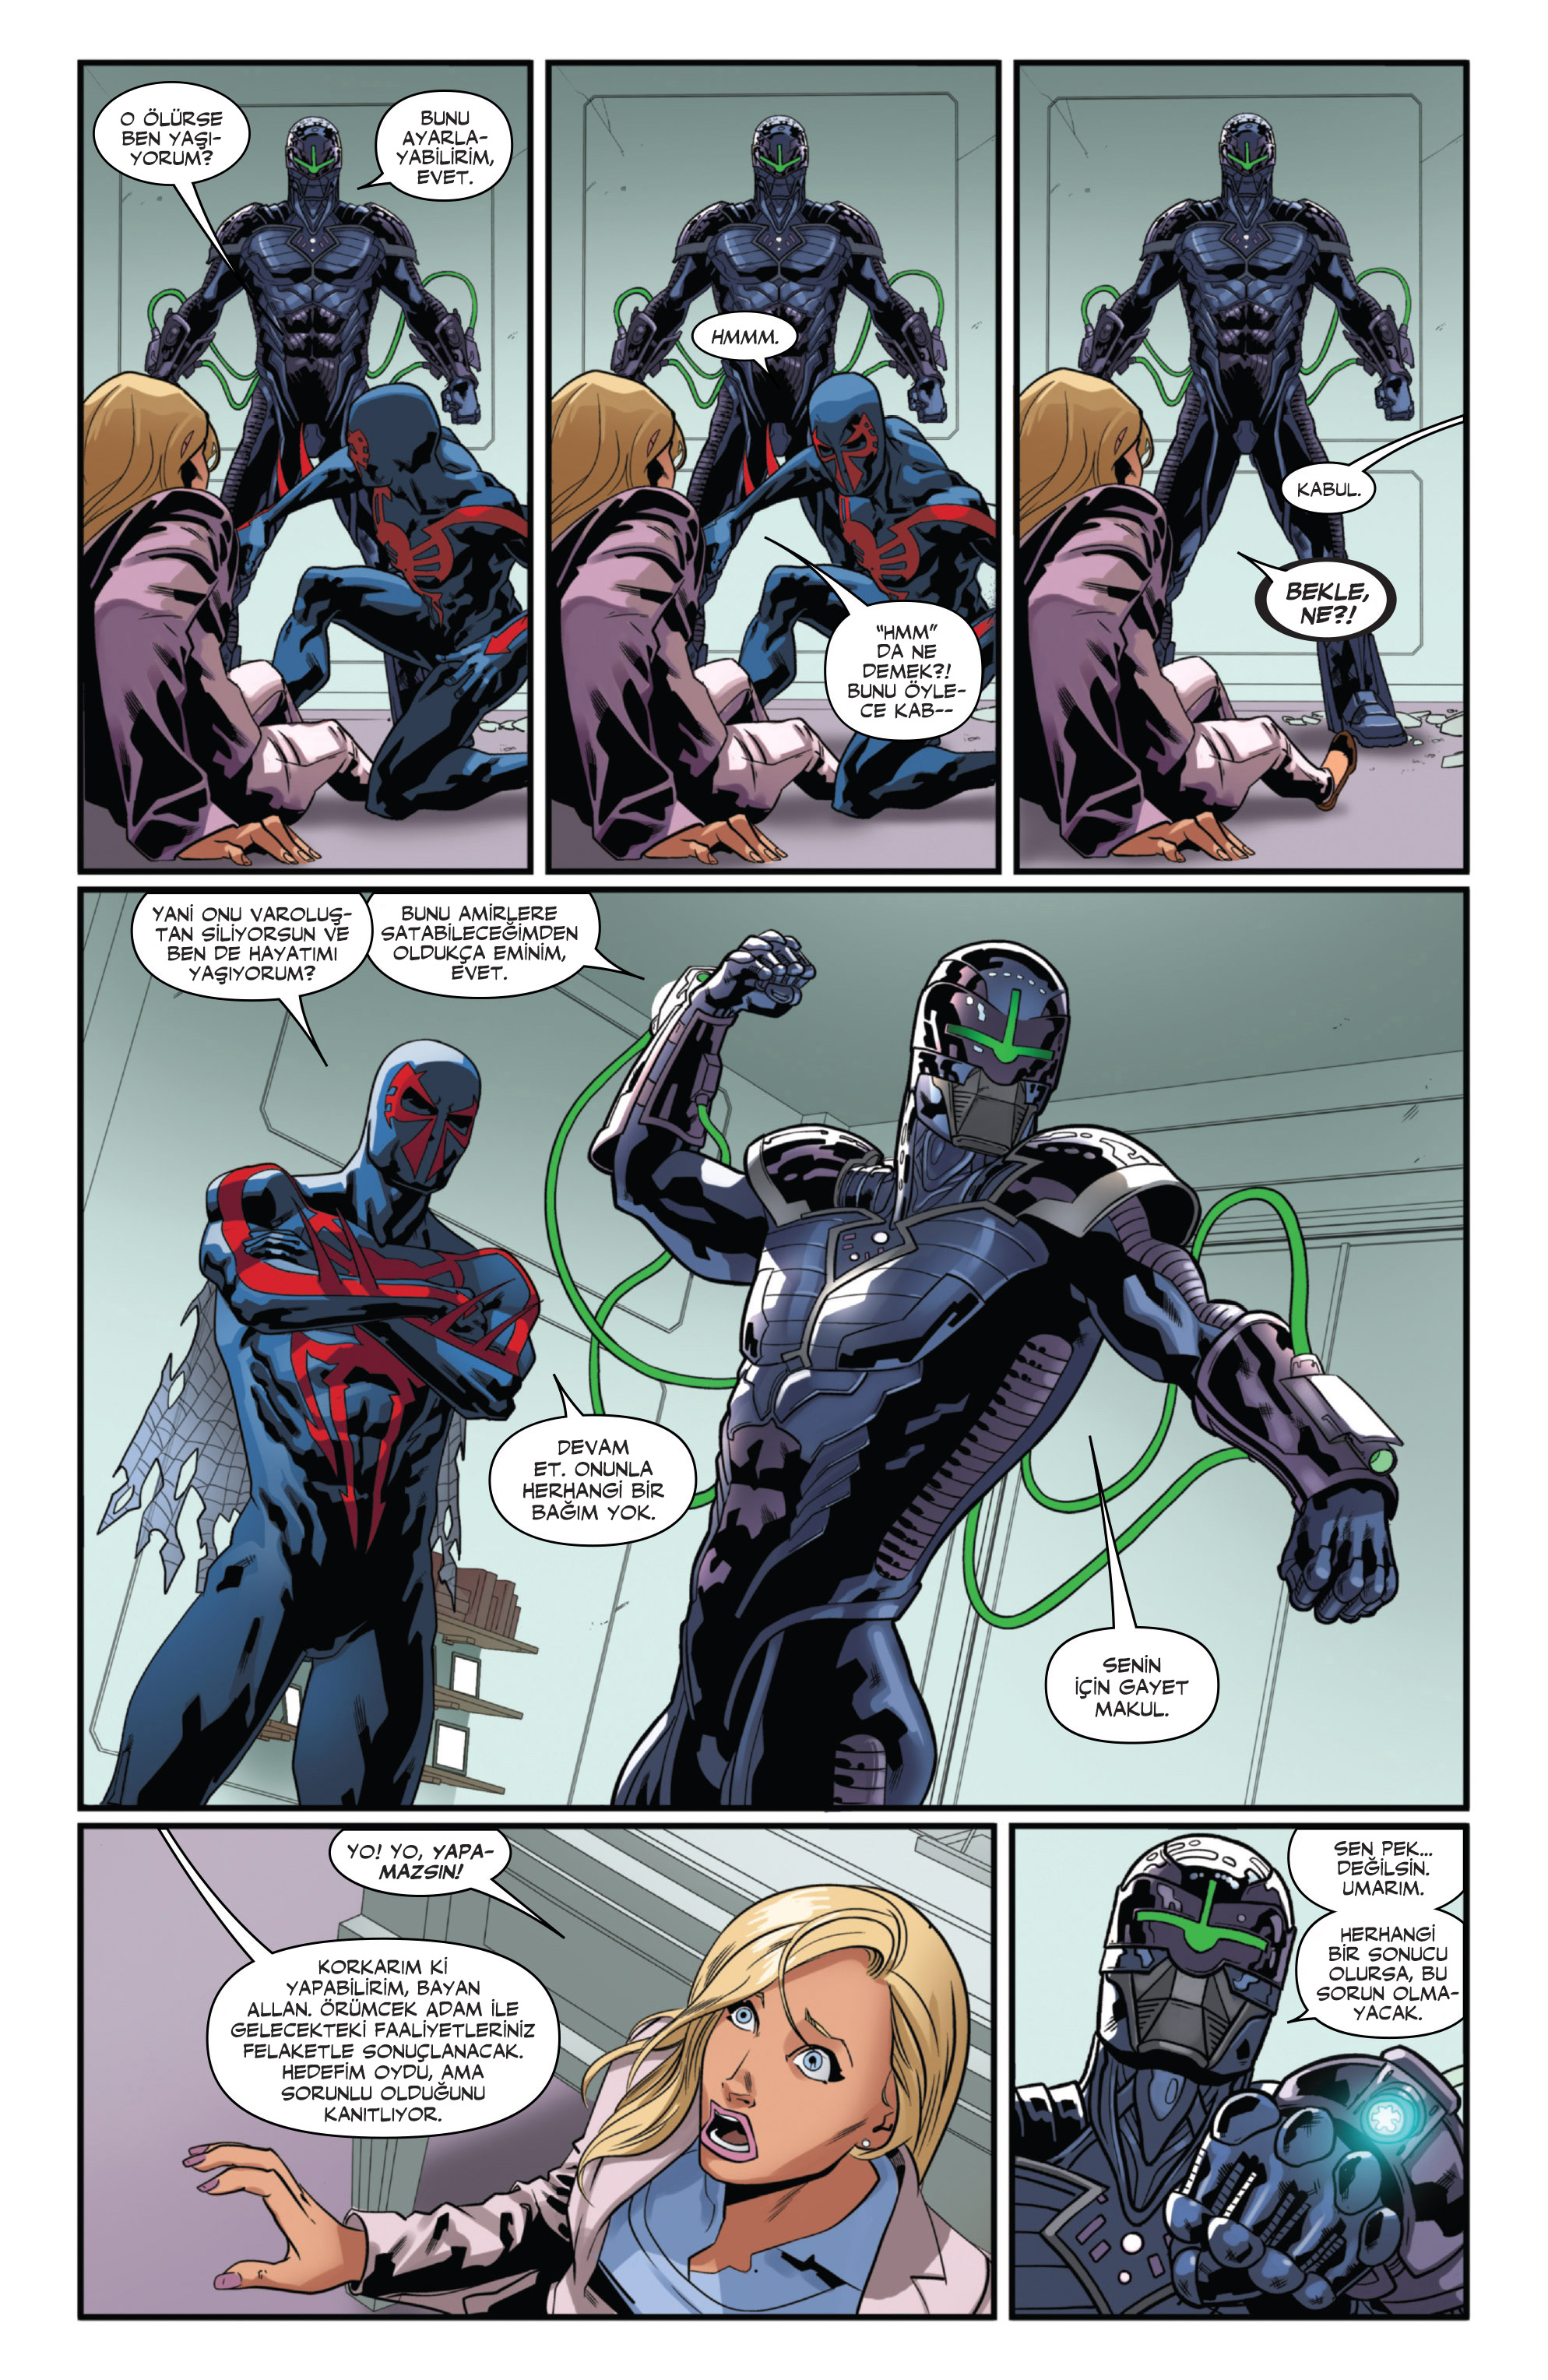 O ÖLÜRSE
BEN YAŞI-
YORUM?
BUNU
AYARLA-
YABİLİRİM,
EVET.
HMMM.
"HMM"
DA NE
DEMEK?!
BUNU ÖYLE-
CE KAB--
KABUL.
BEKLE,
NE?!
YANİ ONU VAROLUŞ-
TAN SİLİYORSUN VE
BEN DE HAYATIMI
YAŞIYORUM?
BUNU AMİRLERE
SATABİLECEĞİMDEN
OLDUKÇA EMİNİM,
EVET.
DEVAM
ET. ONUNLA
HERHANGİ BİR
BAĞIM YOK.
SENİN
İÇİN GAYET
MAKUL.
YO! YO, YAPA-
MAZSIN!
KORKARIM Kİ
YAPABİLİRİM, BAYAN
ALLAN. ÖRÜMCEK ADAM İLE
GELECEKTEKİ FAALİYETLERİNİZ
FELAKETLE SONUÇLANACAK.
HEDEFİM OYDU, AMA
SORUNLU OLDUĞUNU
KANITLIYOR.
SEN PEK...
DEĞİLSİN.
UMARIM.
HERHANGİ
BİR SONUCU
OLURSA, BU
SORUN OLMA-
YACAK.